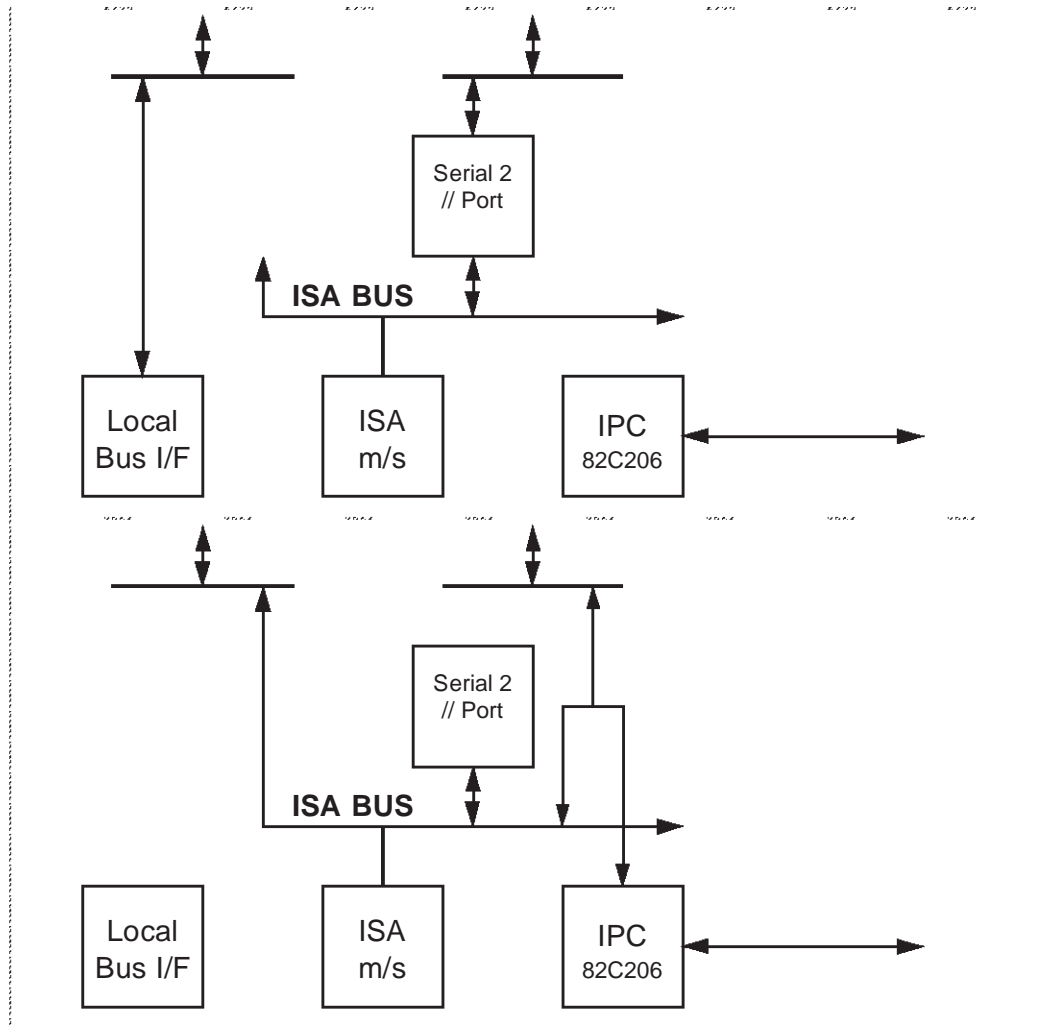 Serial 2
// Port
ISA BUS
Local
Bus I/F
ISA
m/s
IPC
82C206
Serial 2
// Port
ISA BUS
Local
Bus I/F
ISA
m/s
IPC
82C206